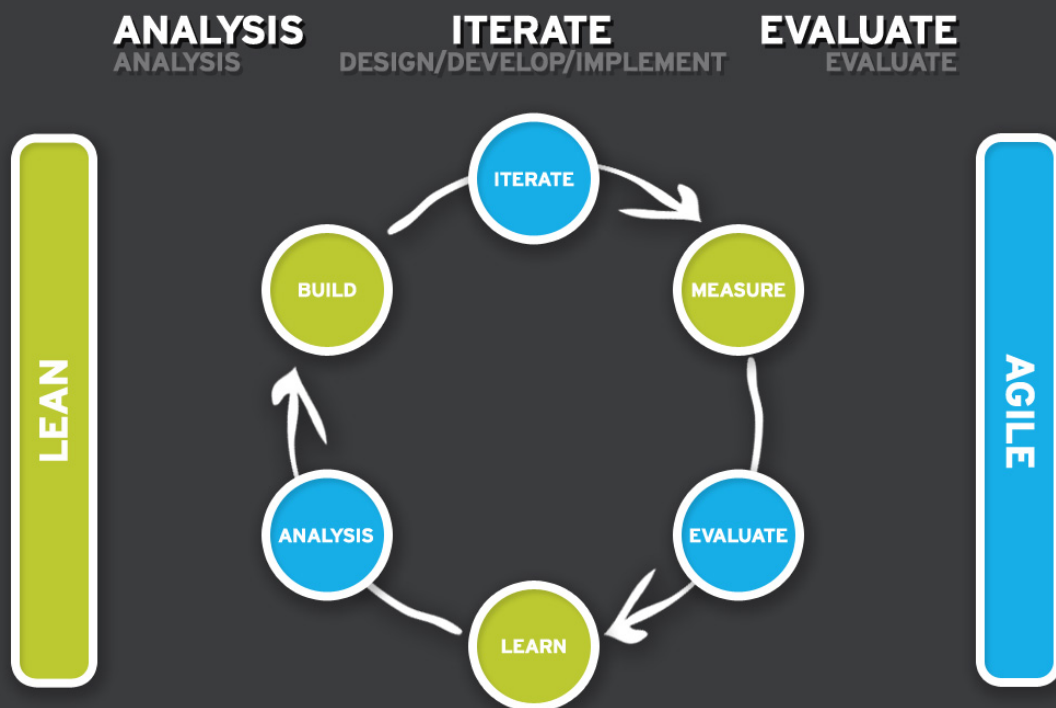 ANALYSIS ITERATE EVALUATE
ANALYSIS DESIGN/DEVELOP/IMPLEMENT EVALUATE
ITERATE
BUILD MEASURE
LEAN AGILE
ANALYSIS EVALUATE
LEARN